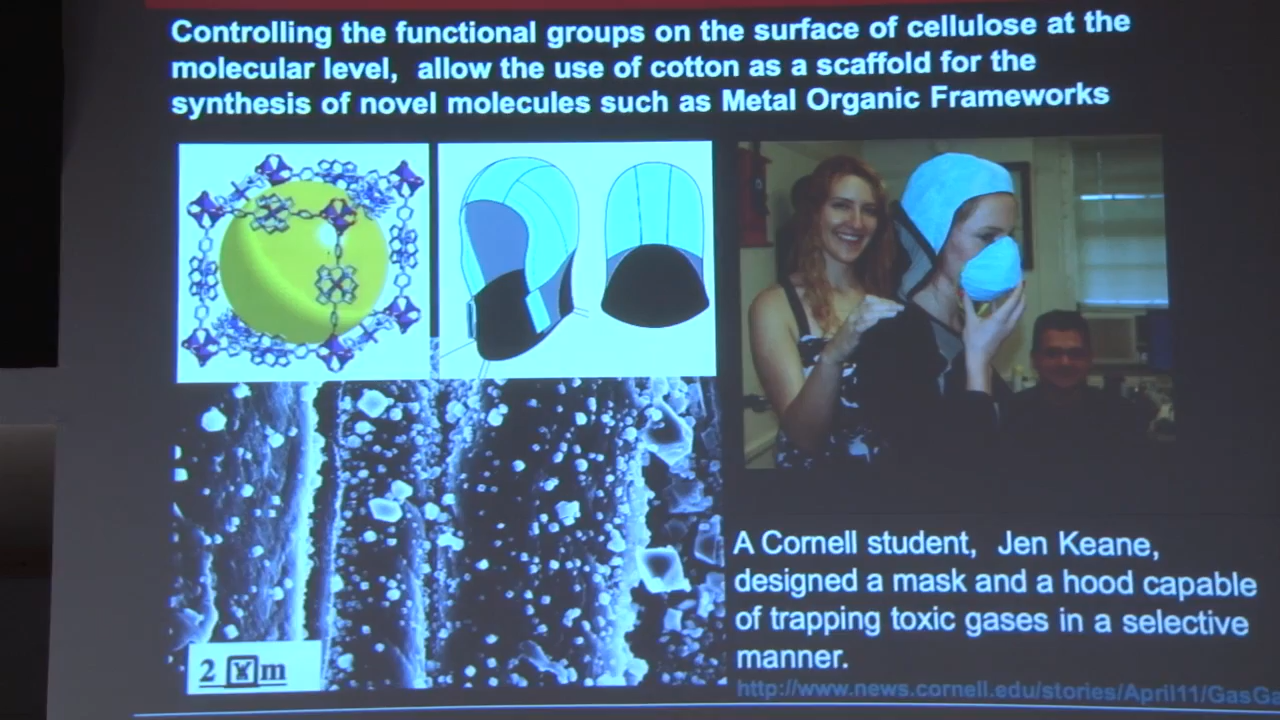 Controlling the functional groups on the surface of cellulose at the
molecular level, allow the use of cotton as a scaffold for the
synthesis of novel molecules such as Metal Organic Frameworks
2 m
A Cornell student, Jen Keane,
designed a mask and a hood capable
of trapping toxic gases in a selective
manner.
http://www.news.cornell.edu/stories/April11/GasGa